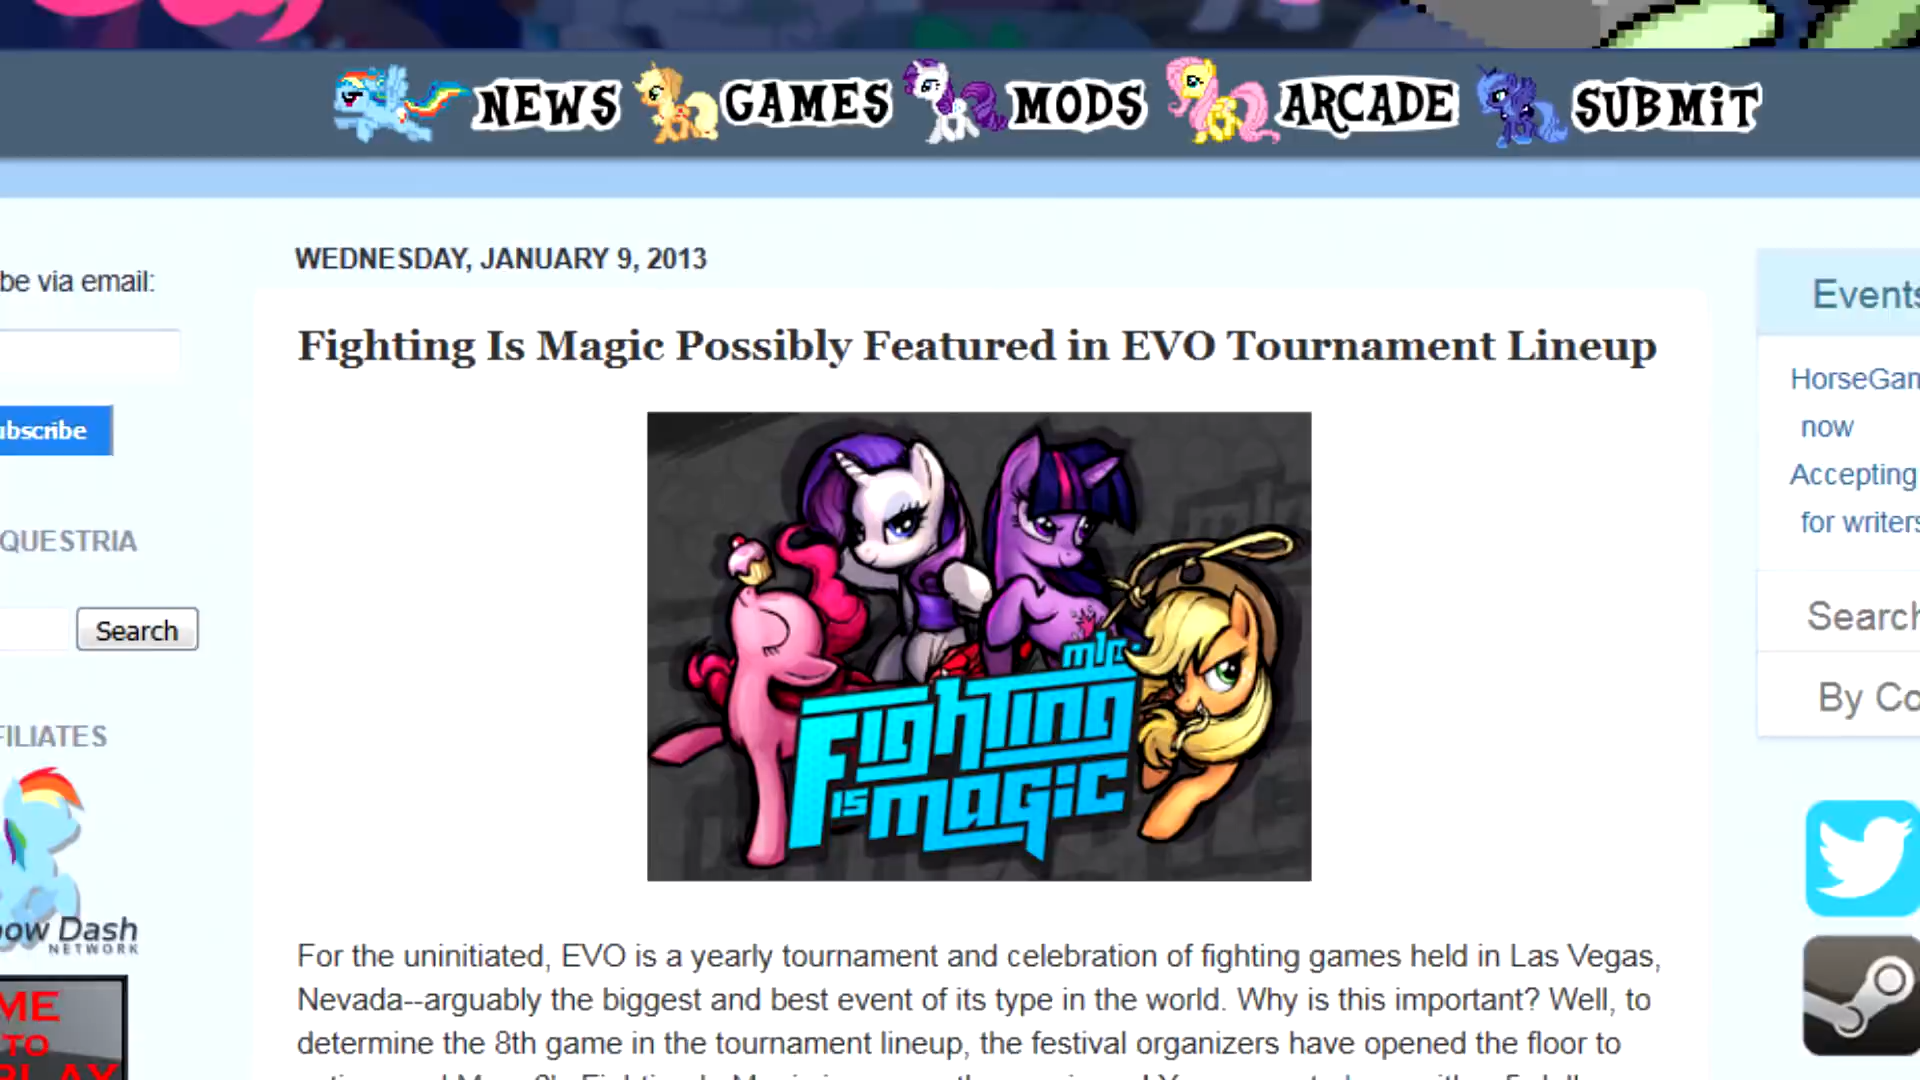 NEWS GAMES MODS ARCADE SUBMiT
WEDNESDAY, JANUARY 9, 2013
be via email:
Fighting Is Magic Possibly Featured in EVO Tournament Lineup
Events
HorseGam
now
Accepting
for writers
ubscribe
QUESTRIA
Search
Search
By Co
mlp:
Fighting
is magic
FILIATES
ow Dash
NETWORK
ME
TO
PLAY
For the uninitiated, EVO is a yearly tournament and celebration of fighting games held in Las Vegas,
Nevada--arguably the biggest and best event of its type in the world. Why is this important? Well, to
determine the 8th game in the tournament lineup, the festival organizers have opened the floor to